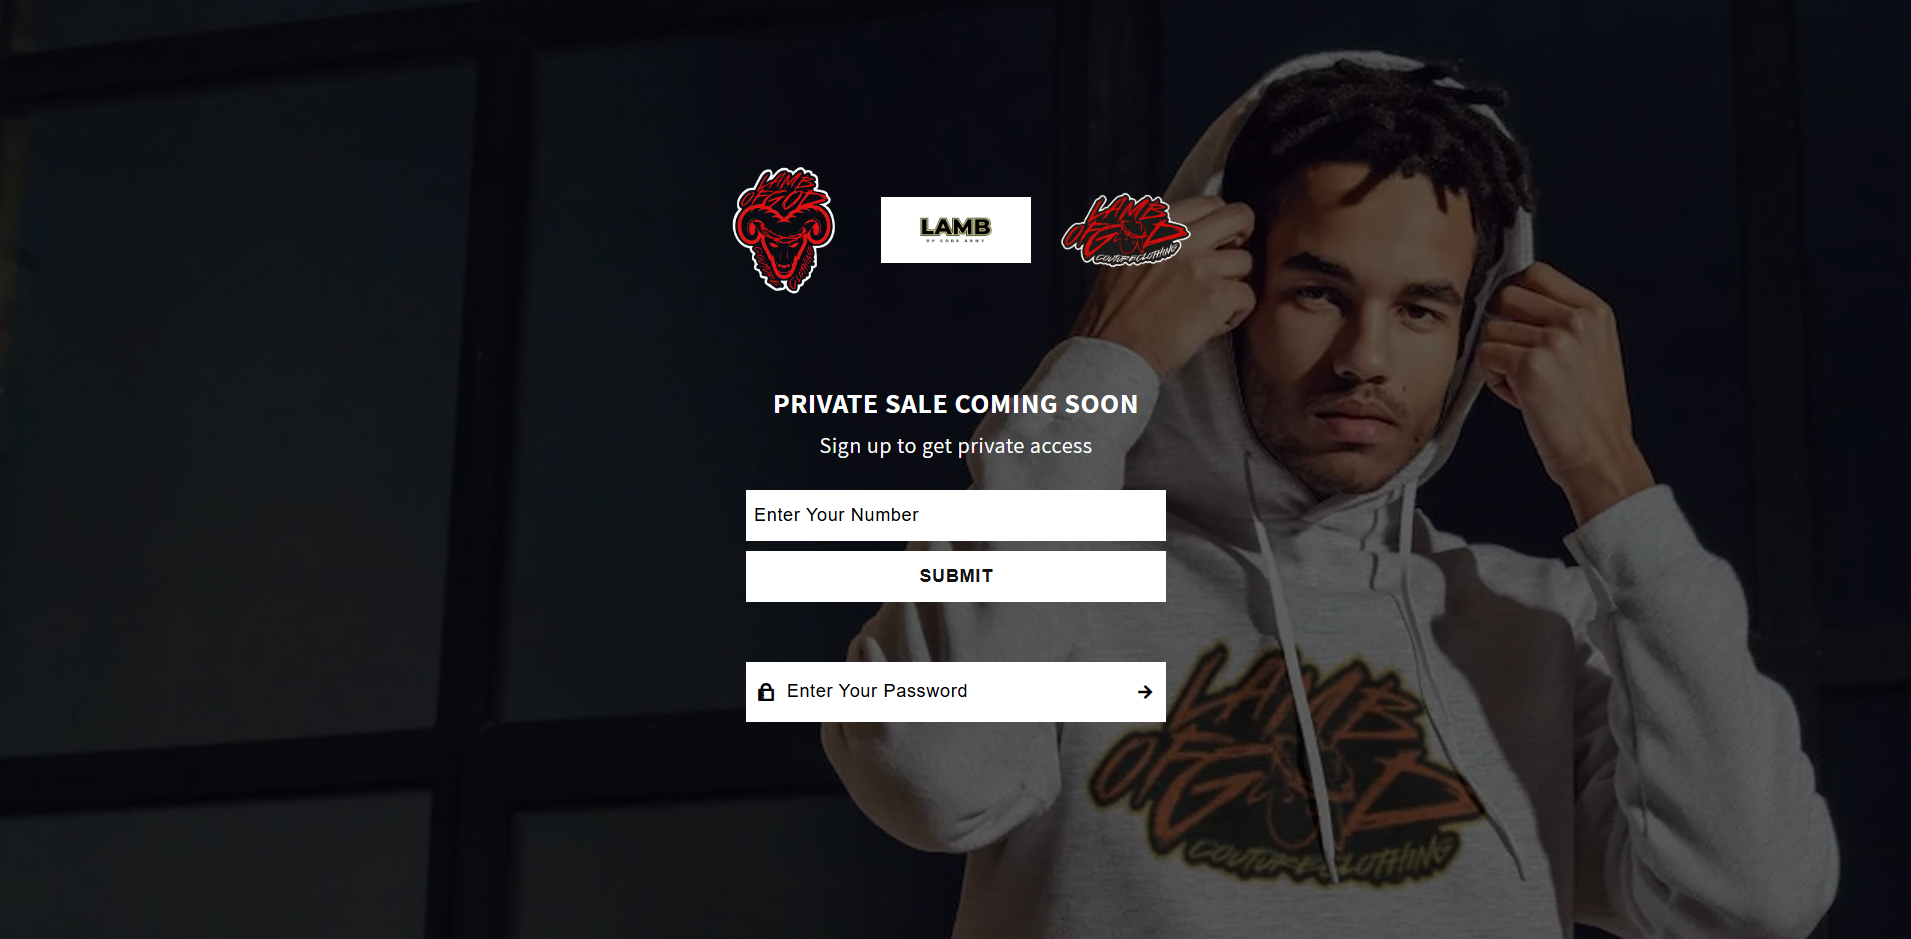 LAMB
OF GOD
LAMB
OF CODE ARMY
LAMB
OF GOD
COUTURE CLOTHING
PRIVATE SALE COMING SOON
Sign up to get private access
Enter Your Number
SUBMIT
Enter Your Password
LAMB
OF GOD
COUTURE CLOTHING